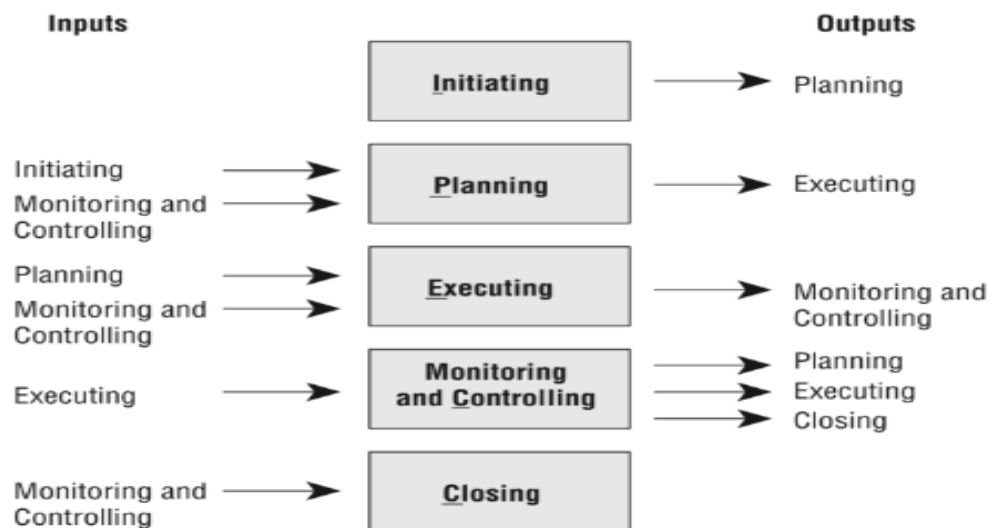 Inputs
Outputs
Initiating
Planning
Initiating
Monitoring and
Controlling
Planning
Executing
Planning
Monitoring and
Controlling
Executing
Monitoring and
Controlling
Executing
Monitoring
and Controlling
Planning
Executing
Closing
Monitoring and
Controlling
Closing